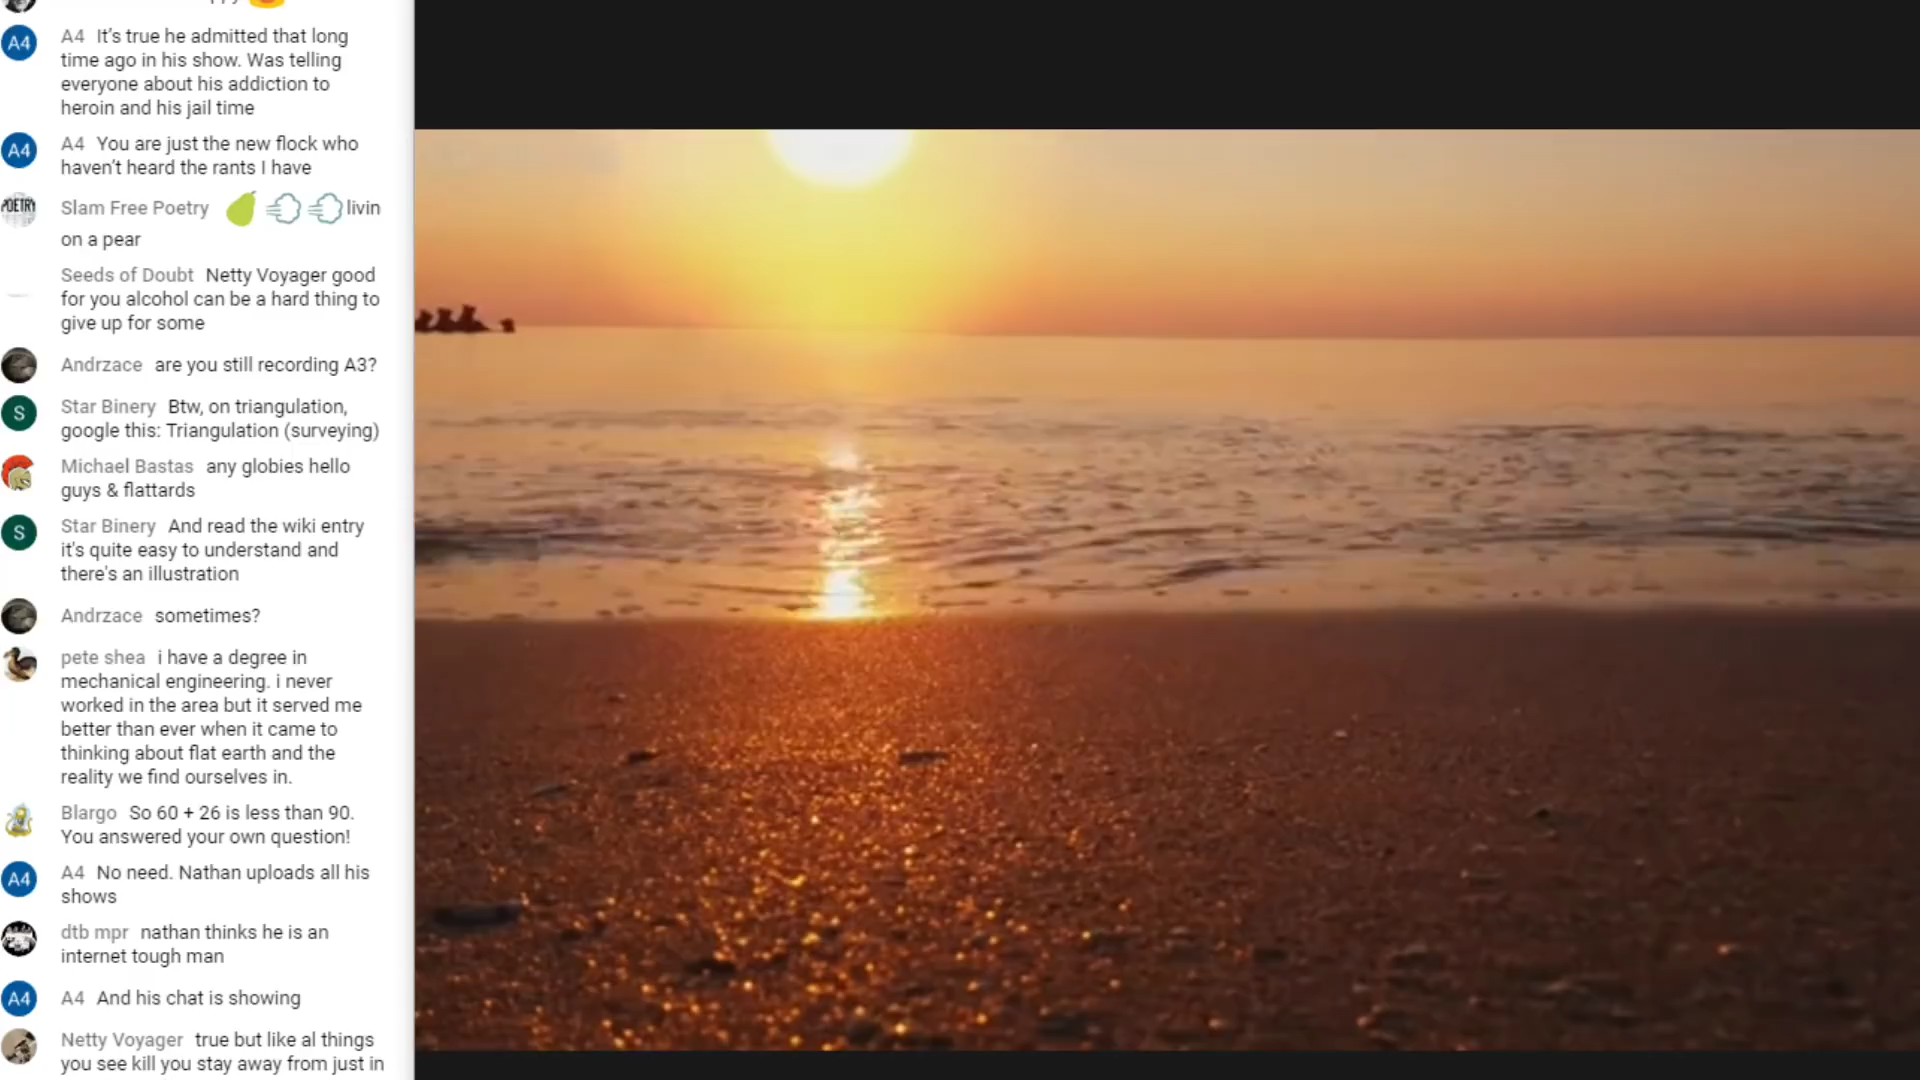 A4 It's true he admitted that long
time ago in his show. Was telling
everyone about his addiction to
heroin and his jail time
A4 You are just the new flock who
haven't heard the rants I have
Slam Free Poetry livin
on a pear
Seeds of Doubt Netty Voyager good
for you alcohol can be a hard thing to
give up for some
Andrzace are you still recording A3?
Star Binery Btw, on triangulation,
google this: Triangulation (surveying)
Michael Bastas any globies hello
guys & flattards
Star Binery And read the wiki entry
it's quite easy to understand and
there's an illustration
Andrzace sometimes?
pete shea i have a degree in
mechanical engineering. i never
worked in the area but it served me
better than ever when it came to
thinking about flat earth and the
reality we find ourselves in.
Blargo So 60 + 26 is less than 90.
You answered your own question!
A4 No need. Nathan uploads all his
shows
dtb mpr nathan thinks he is an
internet tough man
A4 And his chat is showing
Netty Voyager true but like al things
you see kill you stay away from just in